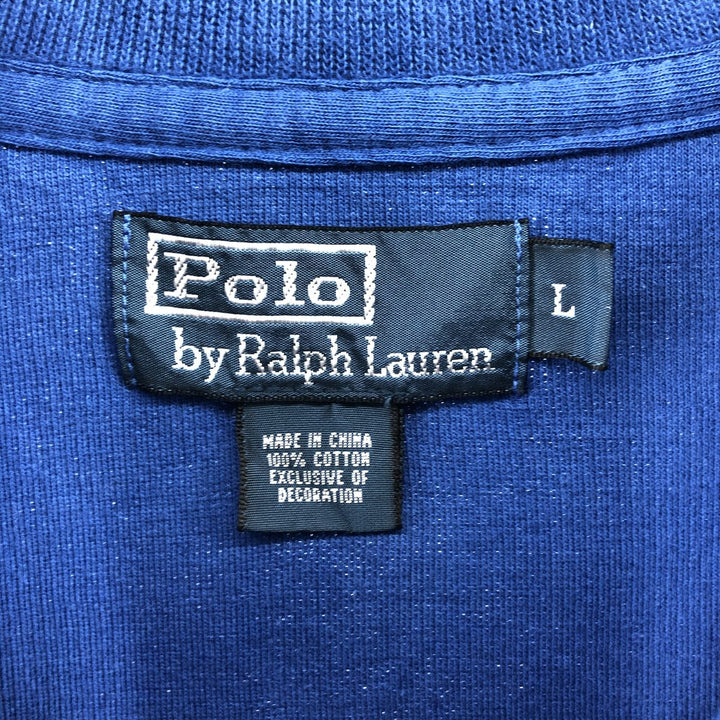 Polo
by Ralph Lauren
L
MADE IN CHINA
100% COTTON
EXCLUSIVE OF
DECORATION